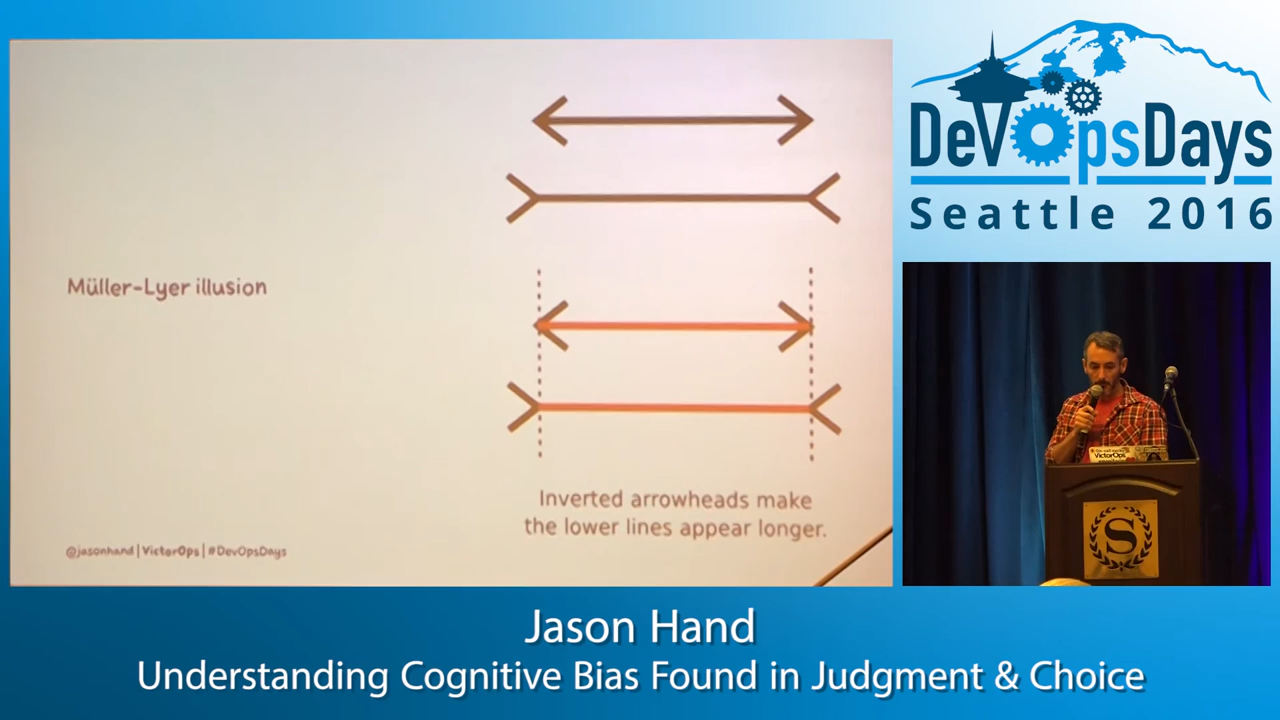 Müller-Lyer illusion
Inverted arrowheads make
the lower lines appear longer.
@jasonhand | VictorOps | #DevOpsDays
DevOpsDays
Seattle 2016
VictorOps
S
Jason Hand
Understanding Cognitive Bias Found in Judgment & Choice